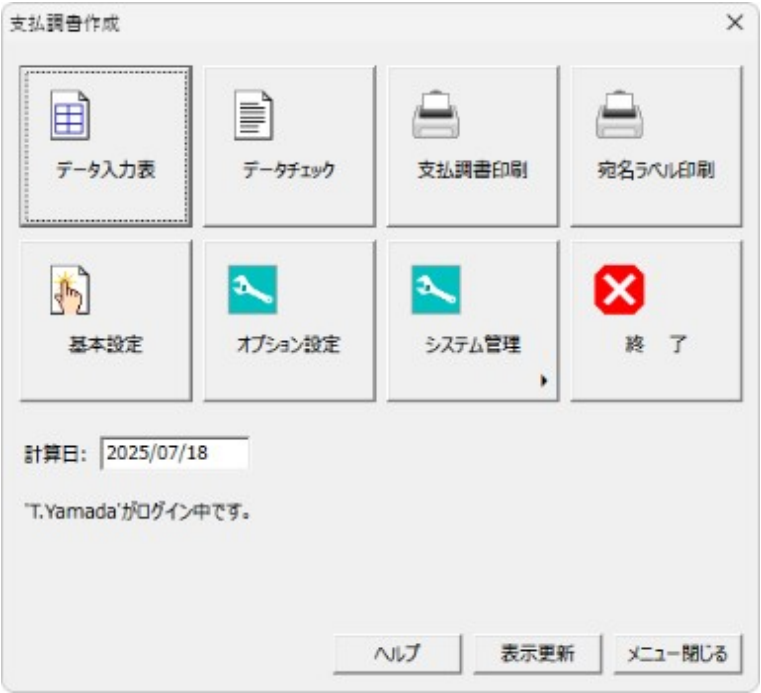 支払調書作成
データ入力表
データチェック
支払調書印刷
宛名ラベル印刷
基本設定
オプション設定
システム管理
終　了
計算日: 2025/07/18
'T.Yamada'がログイン中です。
ヘルプ
表示更新
メニュー閉じる